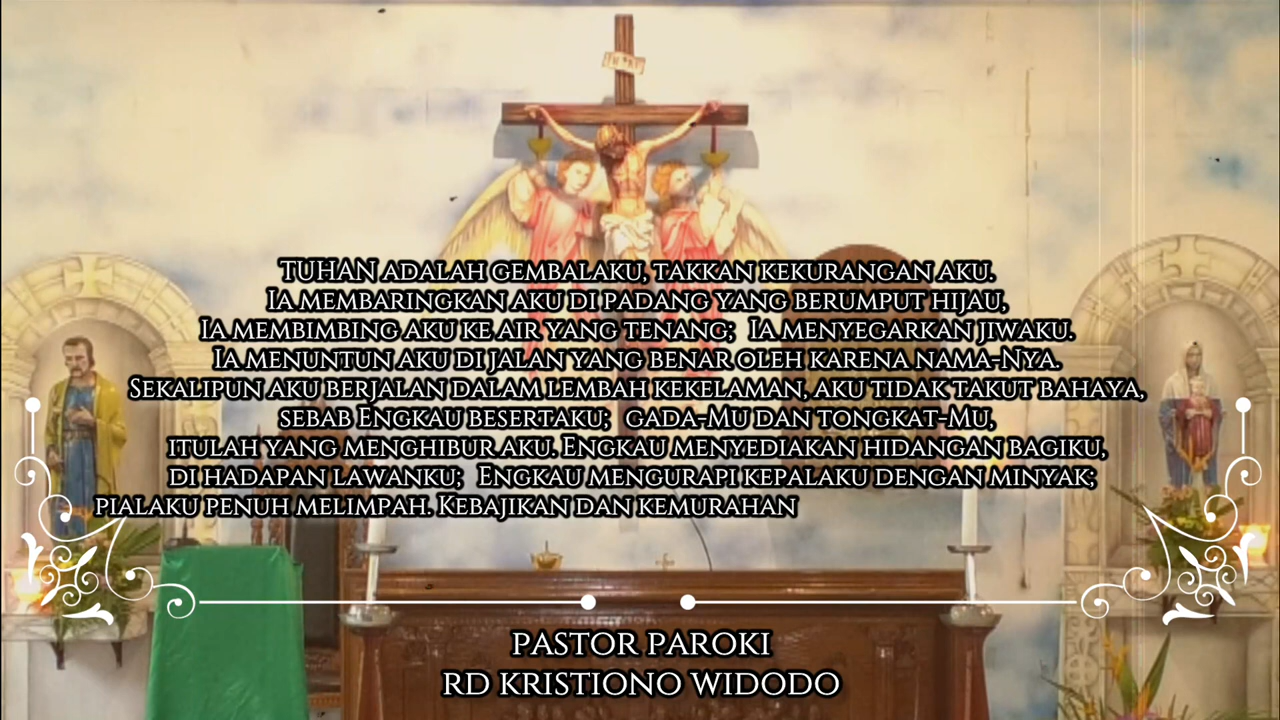 TUHAN ADALAH GEMBALAKU, TAKKAN KEKURANGAN AKU.
IA MEMBARINGKAN AKU DI PADANG YANG BERUMPUT HIJAU,
IA MEMBIMBING AKU KE AIR YANG TENANG; IA MENYEGARKAN JIWAKU.
IA MENUNTUN AKU DI JALAN YANG BENAR OLEH KARENA NAMA-NYA.
SEKALIPUN AKU BERJALAN DALAM LEMBAH KEKELAMAN, AKU TIDAK TAKUT BAHAYA,
SEBAB ENGKAU BESERTAKU; GADA-MU DAN TONGKAT-MU,
ITULAH YANG MENGHIBUR AKU. ENGKAU MENYEDIAKAN HIDANGAN BAGIKU,
DI HADAPAN LAWANKU; ENGKAU MENGURAPI KEPALAKU DENGAN MINYAK;
PIALAKU PENUH MELIMPAH. KEBAJIKAN DAN KEMURAHAN
PASTOR PAROKI
RD KRISTIONO WIDODO